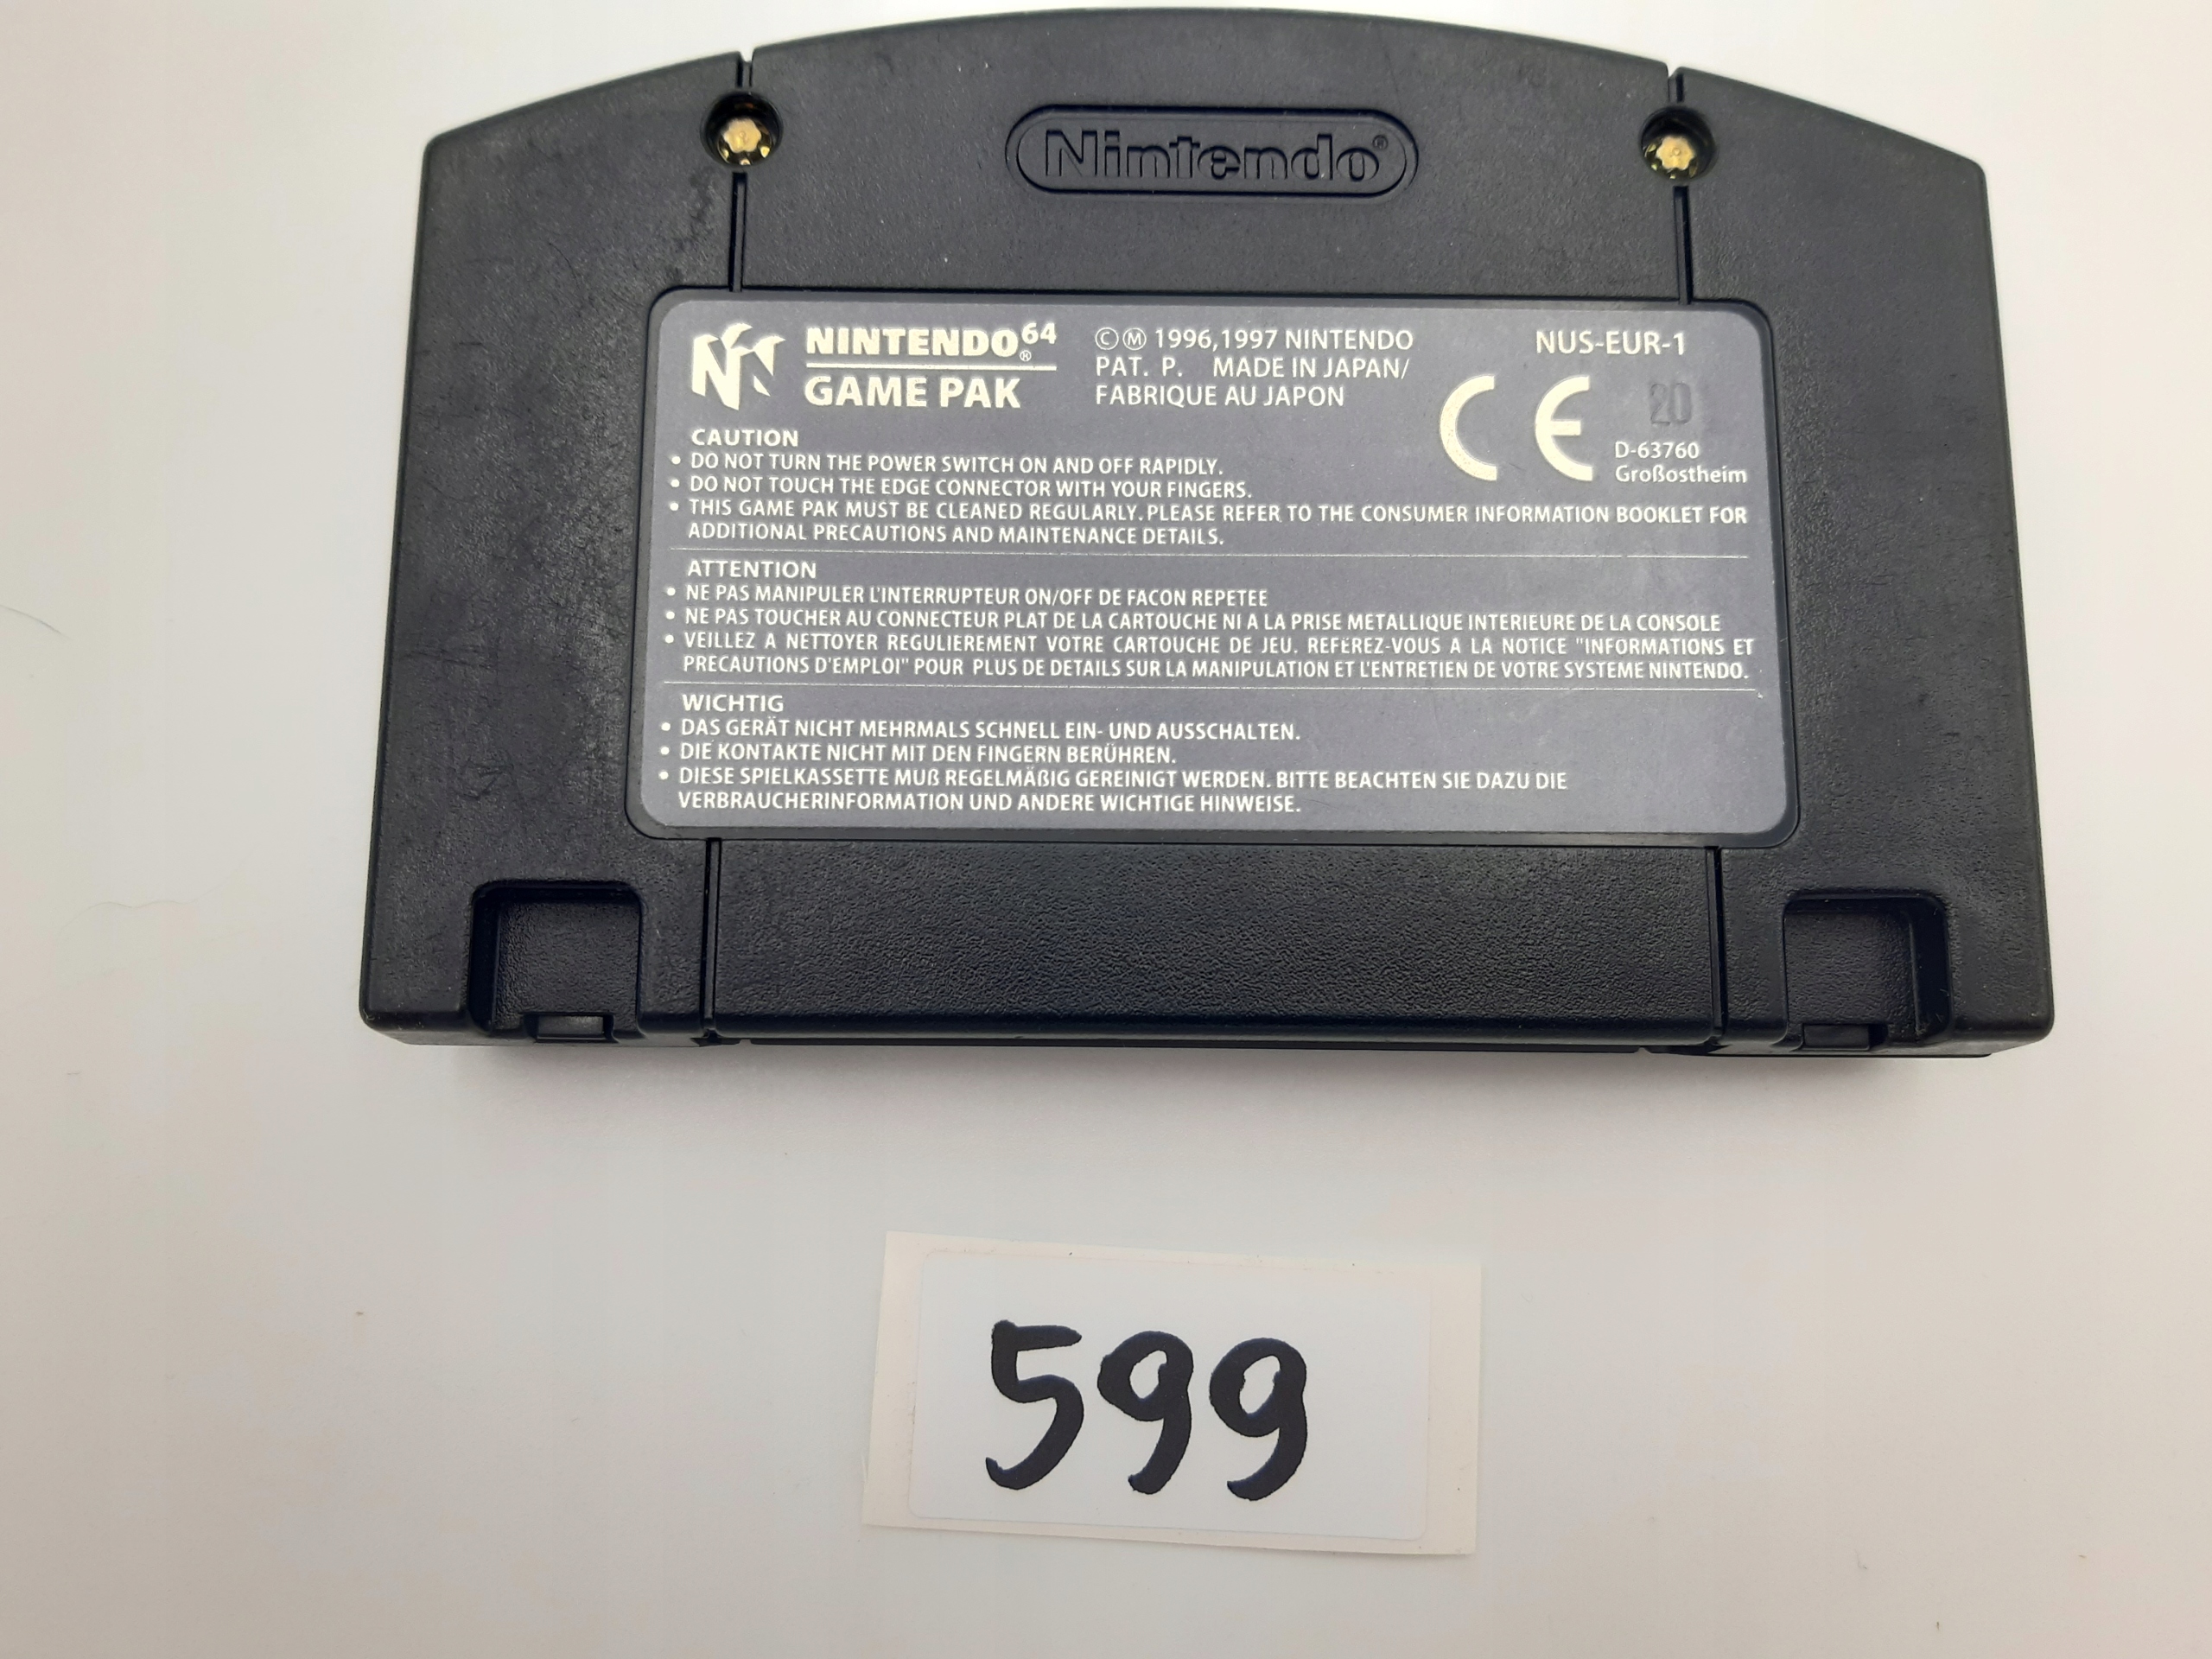 Nintendo®
NINTENDO64®
GAME PAK
©Ⓜ 1996,1997 NINTENDO
PAT. P. MADE IN JAPAN/
FABRIQUE AU JAPON
NUS-EUR-1
CE
20
D-63760
Großostheim
CAUTION
• DO NOT TURN THE POWER SWITCH ON AND OFF RAPIDLY.
• DO NOT TOUCH THE EDGE CONNECTOR WITH YOUR FINGERS.
• THIS GAME PAK MUST BE CLEANED REGULARLY. PLEASE REFER TO THE CONSUMER INFORMATION BOOKLET FOR
ADDITIONAL PRECAUTIONS AND MAINTENANCE DETAILS.
ATTENTION
• NE PAS MANIPULER L'INTERRUPTEUR ON/OFF DE FACON REPETEE
• NE PAS TOUCHER AU CONNECTEUR PLAT DE LA CARTOUCHE NI A LA PRISE METALLIQUE INTERIEURE DE LA CONSOLE
• VEILLEZ A NETTOYER REGULIEREMENT VOTRE CARTOUCHE DE JEU. REFEREZ-VOUS A LA NOTICE "INFORMATIONS ET
PRECAUTIONS D'EMPLOI" POUR PLUS DE DETAILS SUR LA MANIPULATION ET L'ENTRETIEN DE VOTRE SYSTEME NINTENDO.
WICHTIG
• DAS GERÄT NICHT MEHRMALS SCHNELL EIN- UND AUSSCHALTEN.
• DIE KONTAKTE NICHT MIT DEN FINGERN BERÜHREN.
• DIESE SPIELKASSETTE MUß REGELMÄßIG GEREINIGT WERDEN. BITTE BEACHTEN SIE DAZU DIE
VERBRAUCHERINFORMATION UND ANDERE WICHTIGE HINWEISE.
599